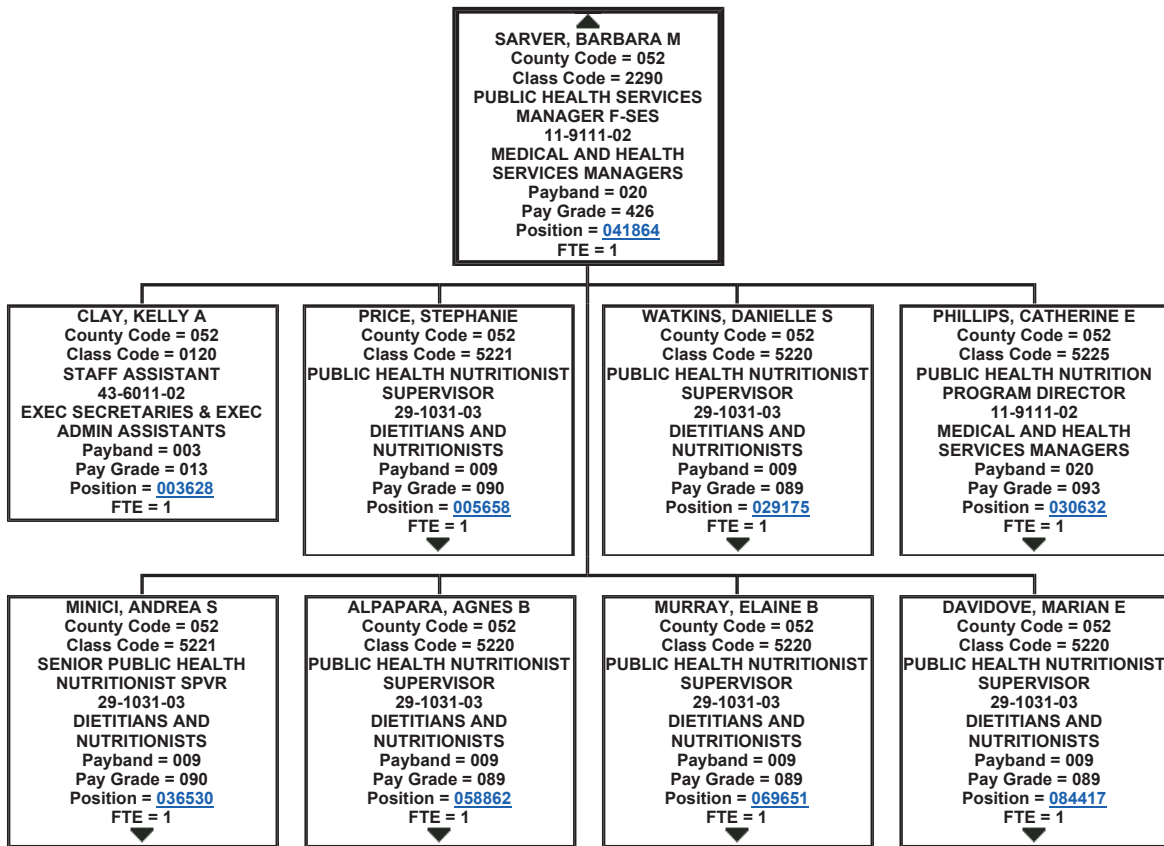 SARVER, BARBARA M
County Code = 052
Class Code = 2290
PUBLIC HEALTH SERVICES
MANAGER F-SES
11-9111-02
MEDICAL AND HEALTH
SERVICES MANAGERS
Payband = 020
Pay Grade = 426
Position = 041864
FTE = 1
CLAY, KELLY A
County Code = 052
Class Code = 0120
STAFF ASSISTANT
43-6011-02
EXEC SECRETARIES & EXEC
ADMIN ASSISTANTS
Payband = 003
Pay Grade = 013
Position = 003628
FTE = 1
PRICE, STEPHANIE
County Code = 052
Class Code = 5221
PUBLIC HEALTH NUTRITIONIST
SUPERVISOR
29-1031-03
DIETITIANS AND
NUTRITIONISTS
Payband = 009
Pay Grade = 090
Position = 005658
FTE = 1
WATKINS, DANIELLE S
County Code = 052
Class Code = 5220
PUBLIC HEALTH NUTRITIONIST
SUPERVISOR
29-1031-03
DIETITIANS AND
NUTRITIONISTS
Payband = 009
Pay Grade = 089
Position = 029175
FTE = 1
PHILLIPS, CATHERINE E
County Code = 052
Class Code = 5225
PUBLIC HEALTH NUTRITION
PROGRAM DIRECTOR
11-9111-02
MEDICAL AND HEALTH
SERVICES MANAGERS
Payband = 020
Pay Grade = 093
Position = 030632
FTE = 1
MINICI, ANDREA S
County Code = 052
Class Code = 5221
SENIOR PUBLIC HEALTH
NUTRITIONIST SPVR
29-1031-03
DIETITIANS AND
NUTRITIONISTS
Payband = 009
Pay Grade = 090
Position = 036530
FTE = 1
ALPAPARA, AGNES B
County Code = 052
Class Code = 5220
PUBLIC HEALTH NUTRITIONIST
SUPERVISOR
29-1031-03
DIETITIANS AND
NUTRITIONISTS
Payband = 009
Pay Grade = 089
Position = 058862
FTE = 1
MURRAY, ELAINE B
County Code = 052
Class Code = 5220
PUBLIC HEALTH NUTRITIONIST
SUPERVISOR
29-1031-03
DIETITIANS AND
NUTRITIONISTS
Payband = 009
Pay Grade = 089
Position = 069651
FTE = 1
DAVIDOVE, MARIAN E
County Code = 052
Class Code = 5220
PUBLIC HEALTH NUTRITIONIST
SUPERVISOR
29-1031-03
DIETITIANS AND
NUTRITIONISTS
Payband = 009
Pay Grade = 089
Position = 084417
FTE = 1